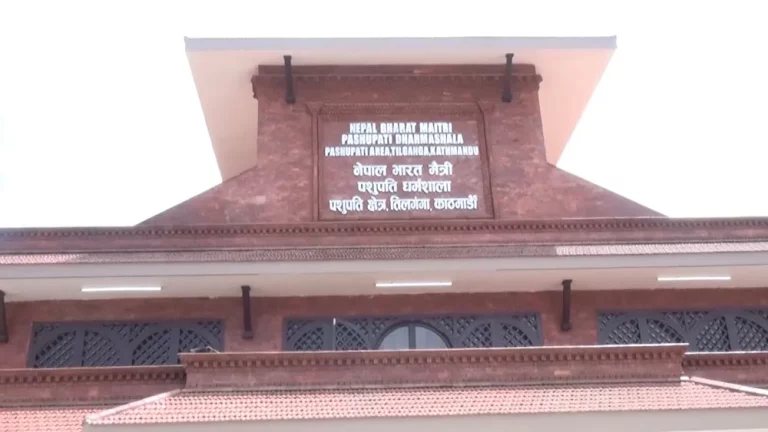 NEPAL BHARAT MAITRI
PASHUPATI DHARMASHALA
PASHUPATI AREA,TILGANGA,KATHMANDU
नेपाल भारत मैत्री
पशुपति धर्मशाला
पशुपति क्षेत्र, तिलगंगा, काठमाडौं